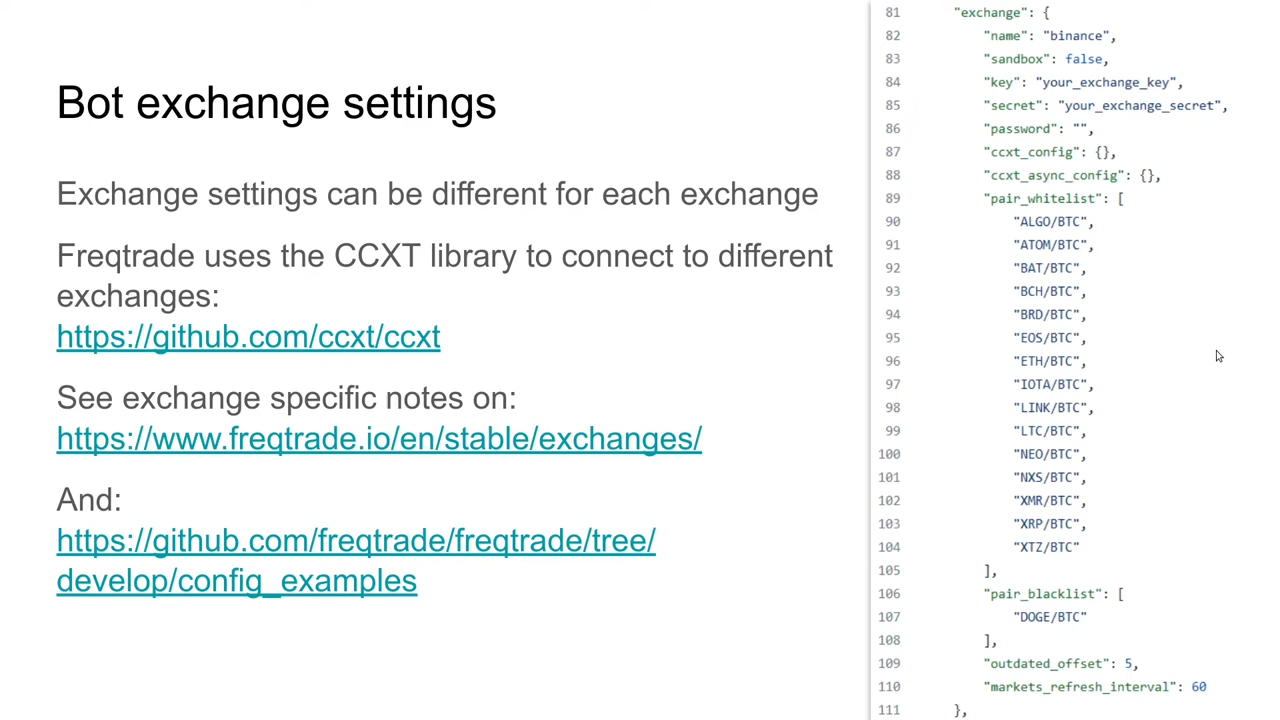 Bot exchange settings
Exchange settings can be different for each exchange
Freqtrade uses the CCXT library to connect to different
exchanges:
https://github.com/ccxt/ccxt
See exchange specific notes on:
https://www.freqtrade.io/en/stable/exchanges/
And:
https://github.com/freqtrade/freqtrade/tree/
develop/config_examples
81 "exchange": {
82 "name": "binance",
83 "sandbox": false,
84 "key": "your_exchange_key",
85 "secret": "your_exchange_secret",
86 "password": "",
87 "ccxt_config": {},
88 "ccxt_async_config": {},
89 "pair_whitelist": [
90 "ALGO/BTC",
91 "ATOM/BTC",
92 "BAT/BTC",
93 "BCH/BTC",
94 "BRD/BTC",
95 "EOS/BTC",
96 "ETH/BTC",
97 "IOTA/BTC",
98 "LINK/BTC",
99 "LTC/BTC",
100 "NEO/BTC",
101 "NXS/BTC",
102 "XMR/BTC",
103 "XRP/BTC",
104 "XTZ/BTC"
105 ],
106 "pair_blacklist": [
107 "DOGE/BTC"
108 ],
109 "outdated_offset": 5,
110 "markets_refresh_interval": 60
111 },